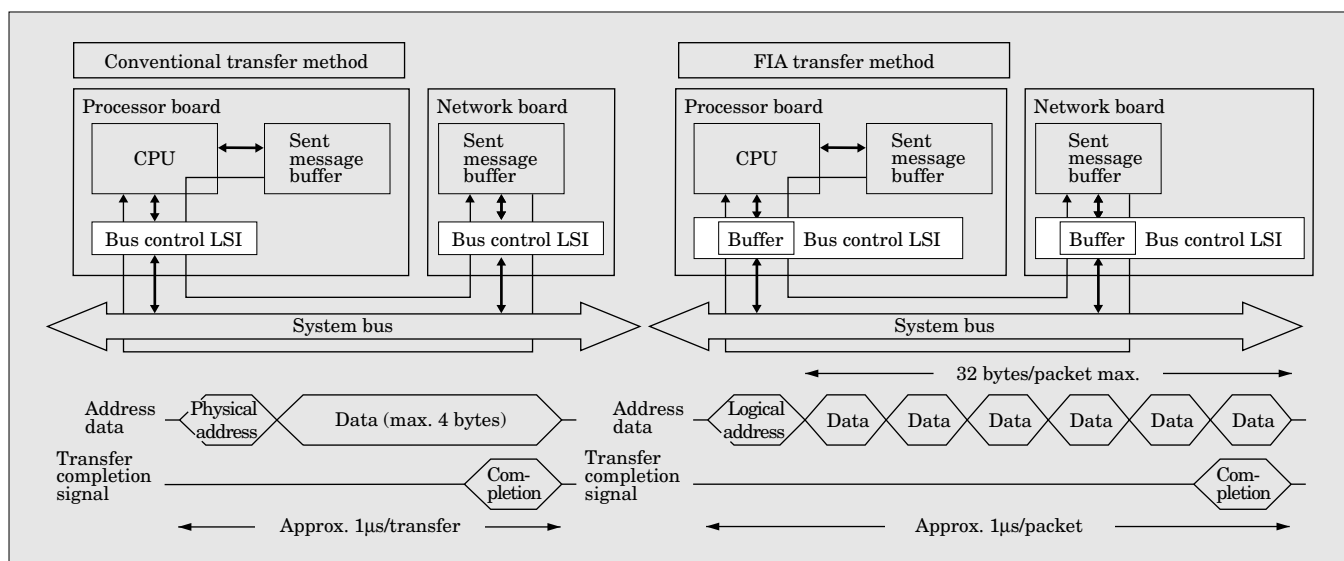 Conventional transfer method
Processor board
CPU
Sent
message
buffer
Bus control LSI
Network board
Sent
message
buffer
Bus control LSI
System bus
Address
data
Physical
address
Data (max. 4 bytes)
Transfer
completion
signal
Com-
pletion
Approx. 1µs/transfer
FIA transfer method
Processor board
CPU
Sent
message
buffer
Buffer
Bus control LSI
Network board
Sent
message
buffer
Buffer
Bus control LSI
System bus
32 bytes/packet max.
Address
data
Logical
address
Data
Data
Data
Data
Data
Data
Transfer
completion
signal
Com-
pletion
Approx. 1µs/packet